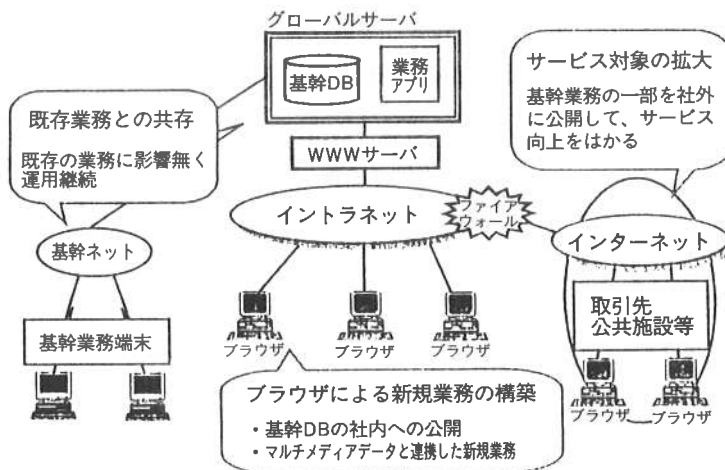 グローバルサーバ
基幹DB
業務
アプリ
サービス対象の拡大
基幹業務の一部を社外
に公開して、サービス
向上をはかる
既存業務との共存
既存の業務に影響無く
運用継続
WWWサーバ
イントラネット
ファイア
ウォール
インターネット
基幹ネット
取引先
公共施設等
基幹業務端末
ブラウザ
ブラウザ
ブラウザ
ブラウザ
ブラウザ
ブラウザによる新規業務の構築
・基幹DBの社内への公開
・マルチメディアデータと連携した新規業務